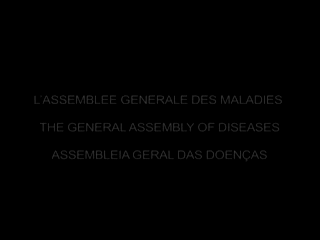 L'ASSEMBLEE GENERALE DES MALADIES
THE GENERAL ASSEMBLY OF DISEASES
ASSEMBLEIA GERAL DAS DOENÇAS